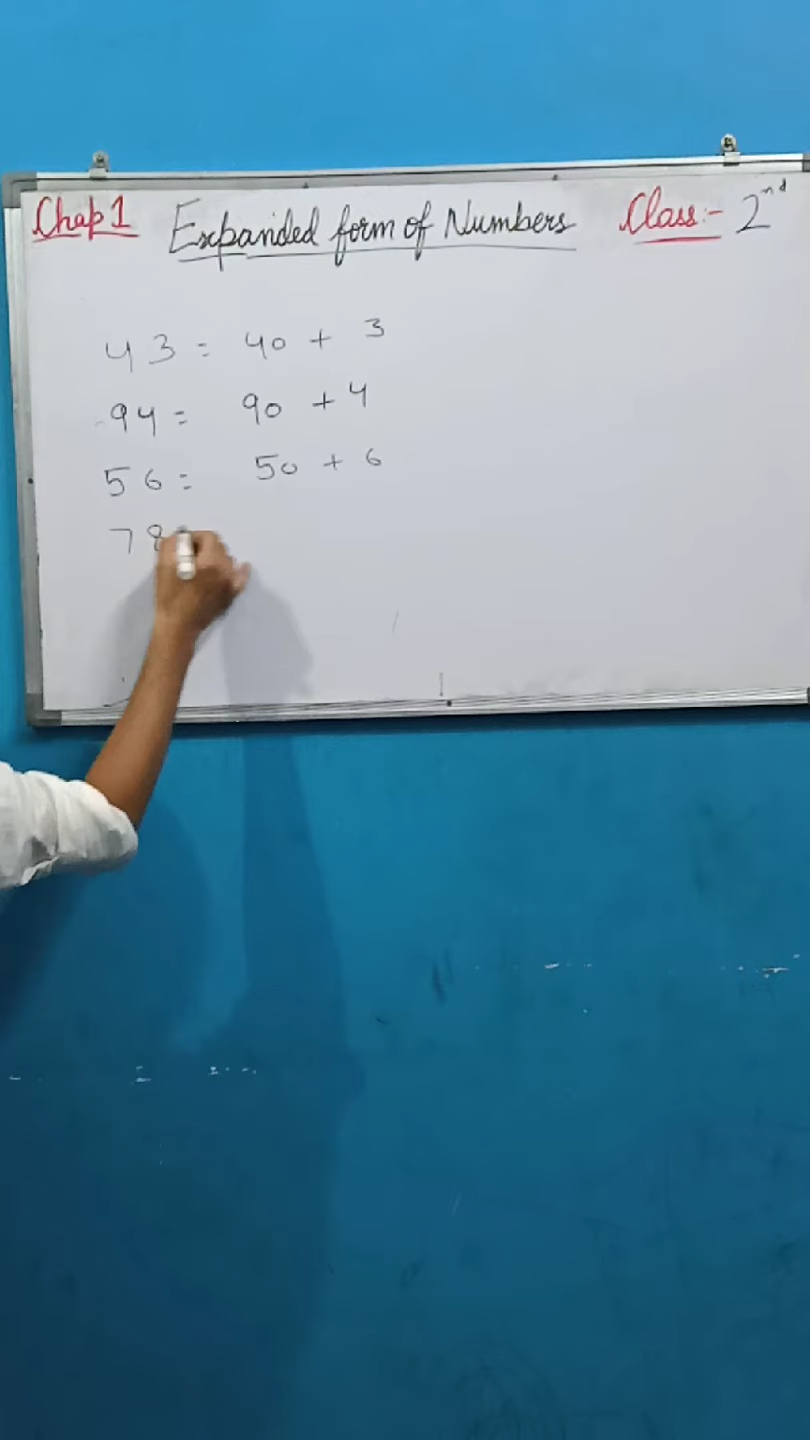 Chap 1 Expanded form of Numbers Class:- 2nd
43 = 40 + 3
94 = 90 + 4
56 = 50 + 6
78